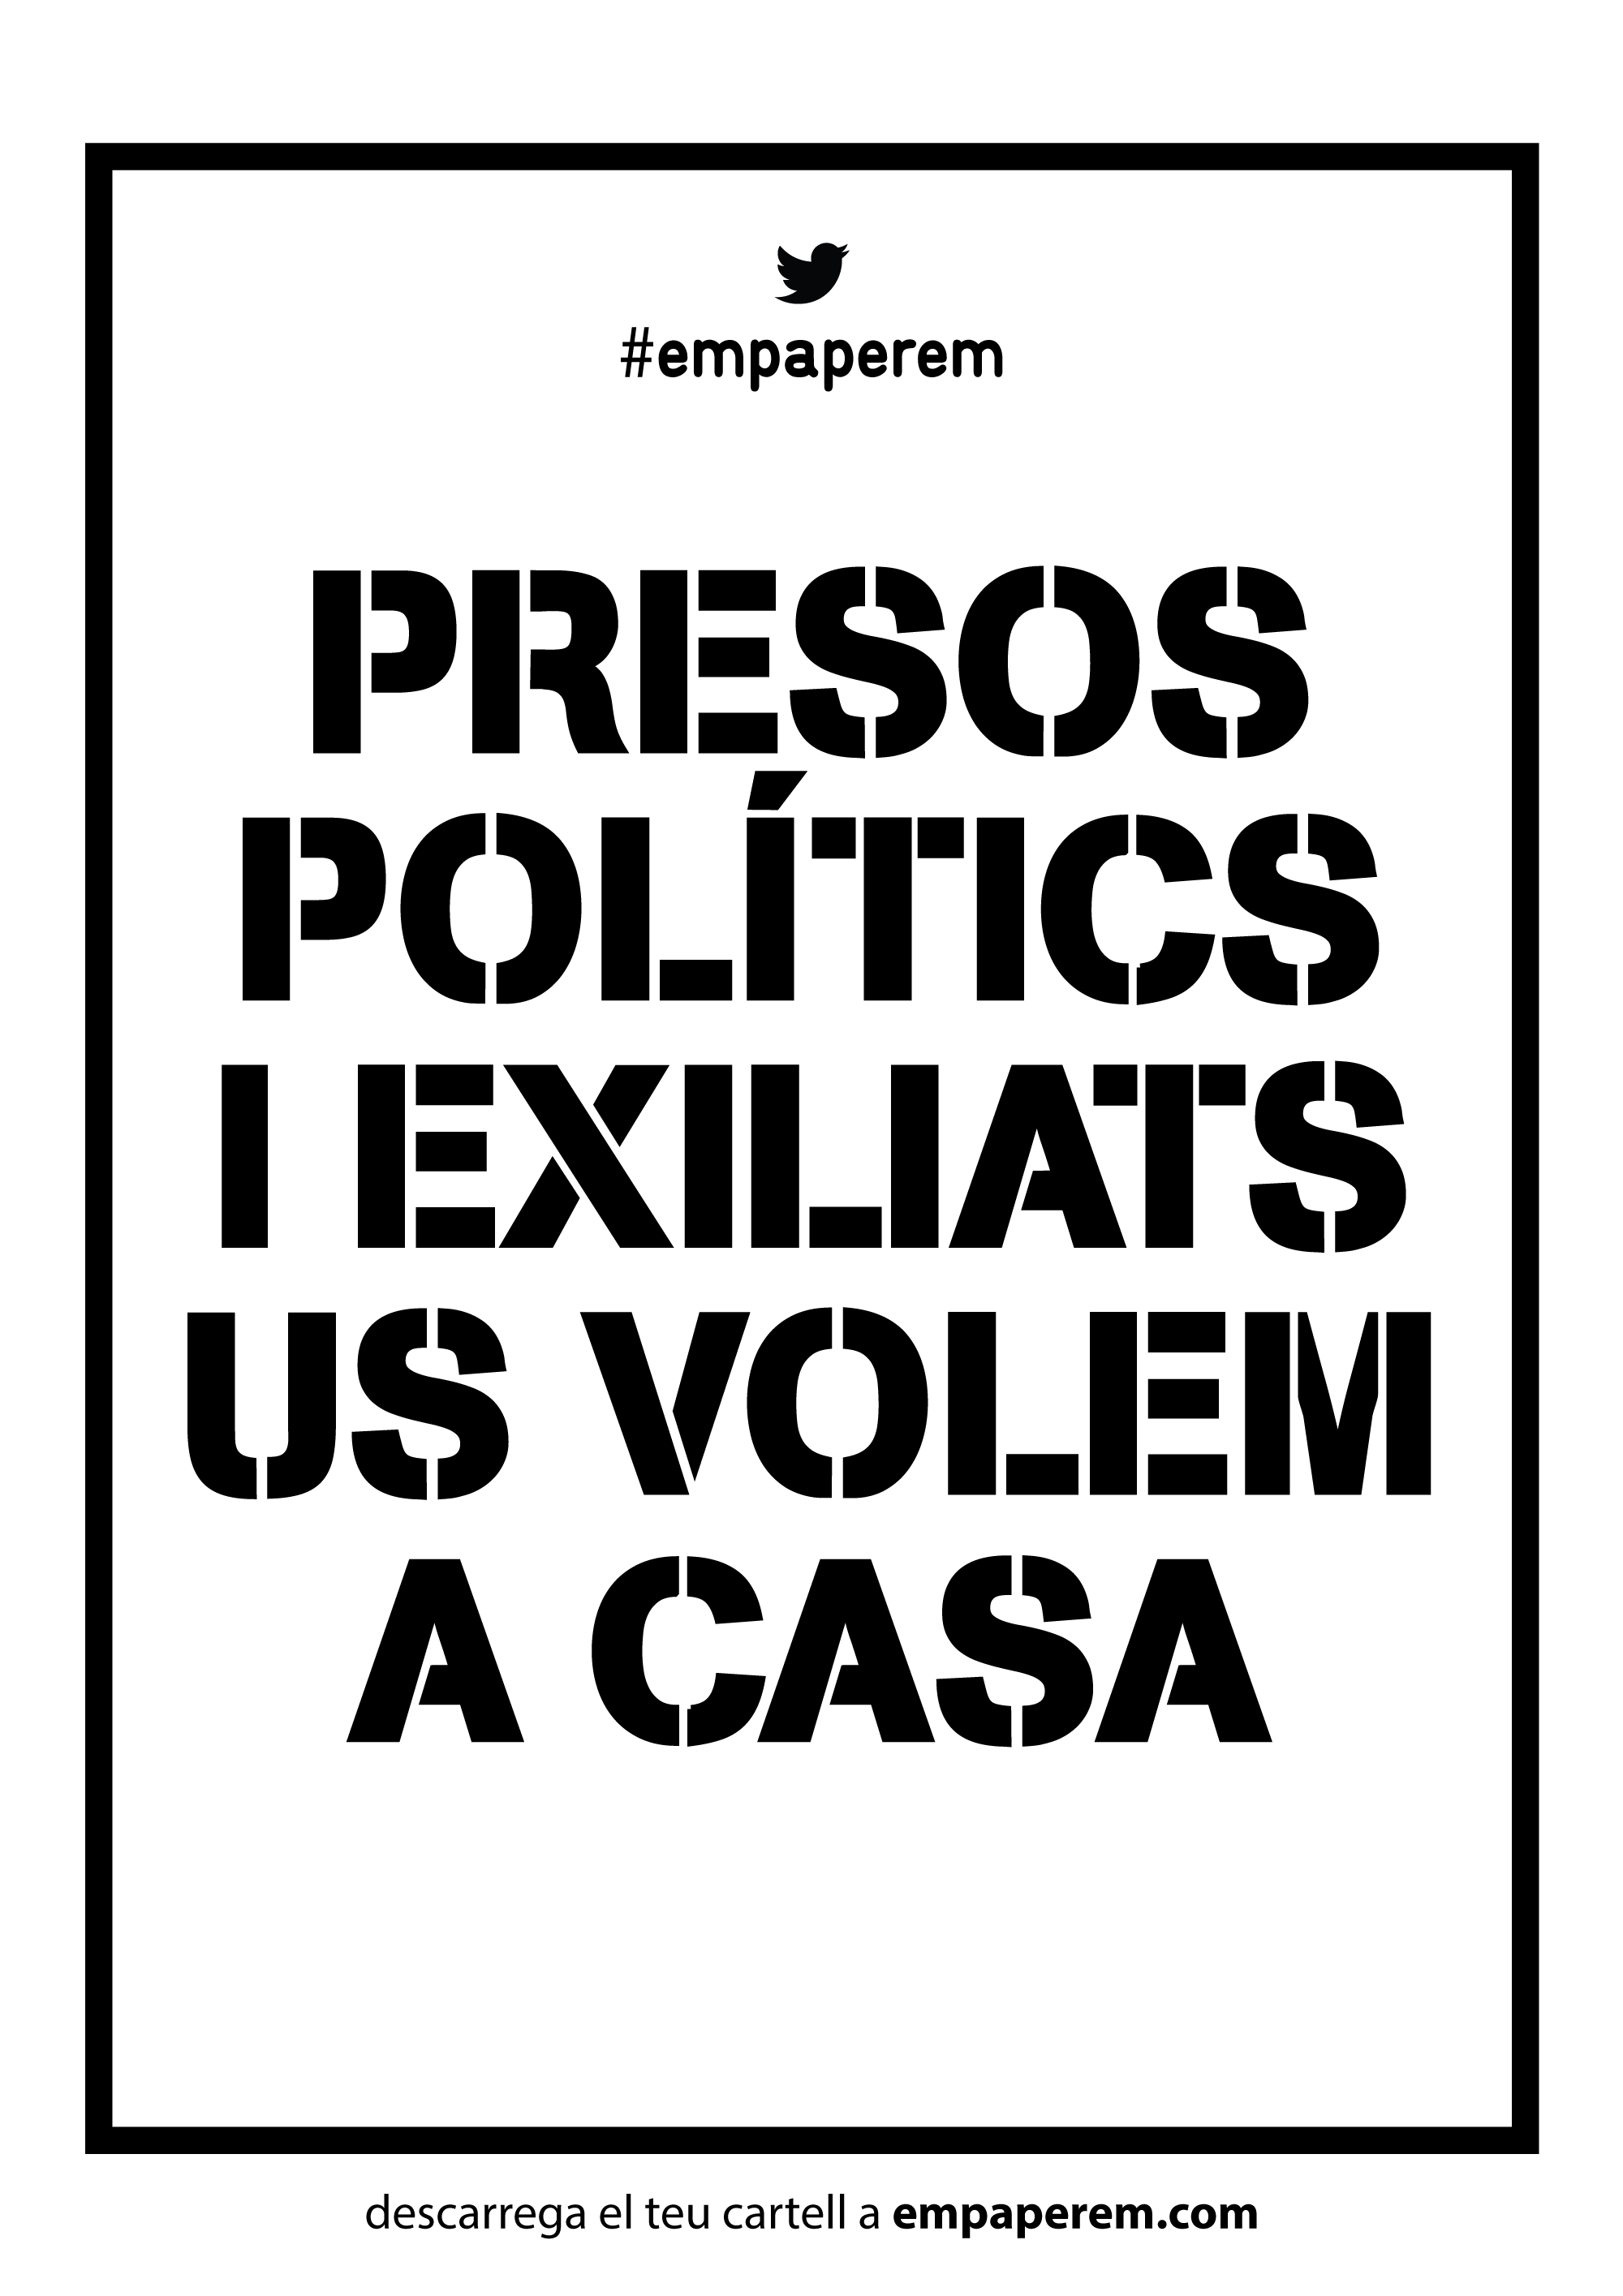 #empaperem
PRESOS
POLÍTICS
I EXILIATS
US VOLEM
A CASA
descarrega el teu cartell a empaperem.com